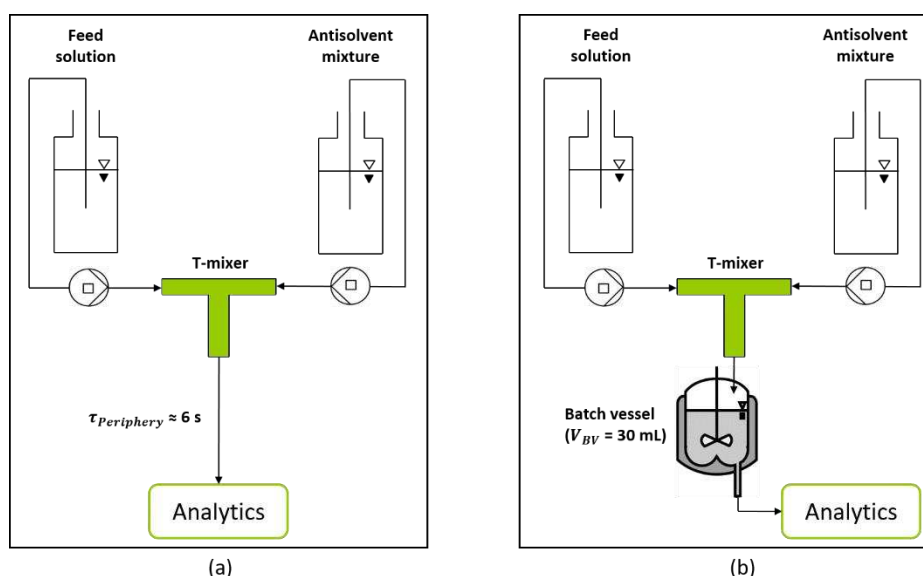 Feed
solution
Antisolvent
mixture
T-mixer
τ_Periphery ≈ 6 s
Analytics
(a)
Feed
solution
Antisolvent
mixture
T-mixer
Batch vessel
(V_BV = 30 mL)
Analytics
(b)